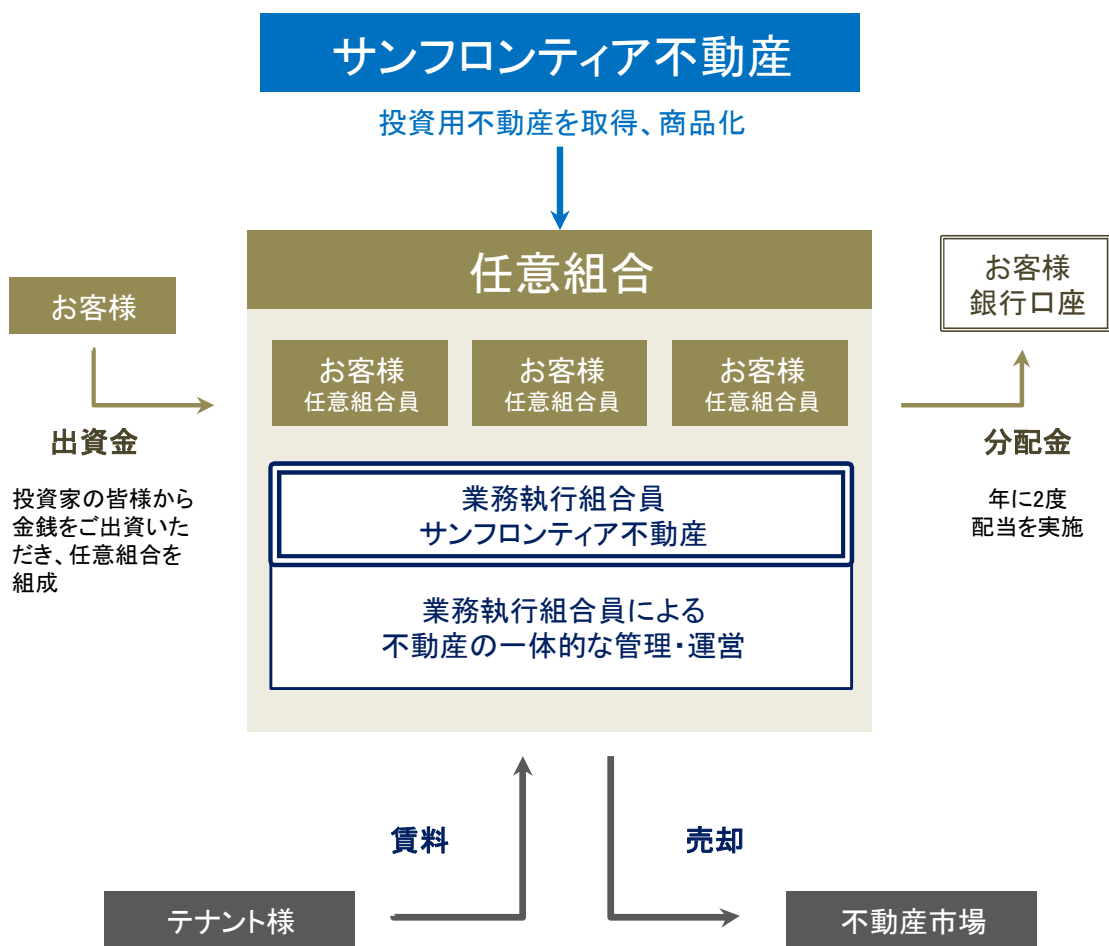 サンフロンティア不動産
投資用不動産を取得、商品化
任意組合
お客様
お客様
銀行口座
お客様
任意組合員
お客様
任意組合員
お客様
任意組合員
出資金
投資家の皆様から
金銭をご出資いた
だき、任意組合を
組成
分配金
年に2度
配当を実施
業務執行組合員
サンフロンティア不動産
業務執行組合員による
不動産の一体的な管理・運営
賃料
売却
テナント様
不動産市場